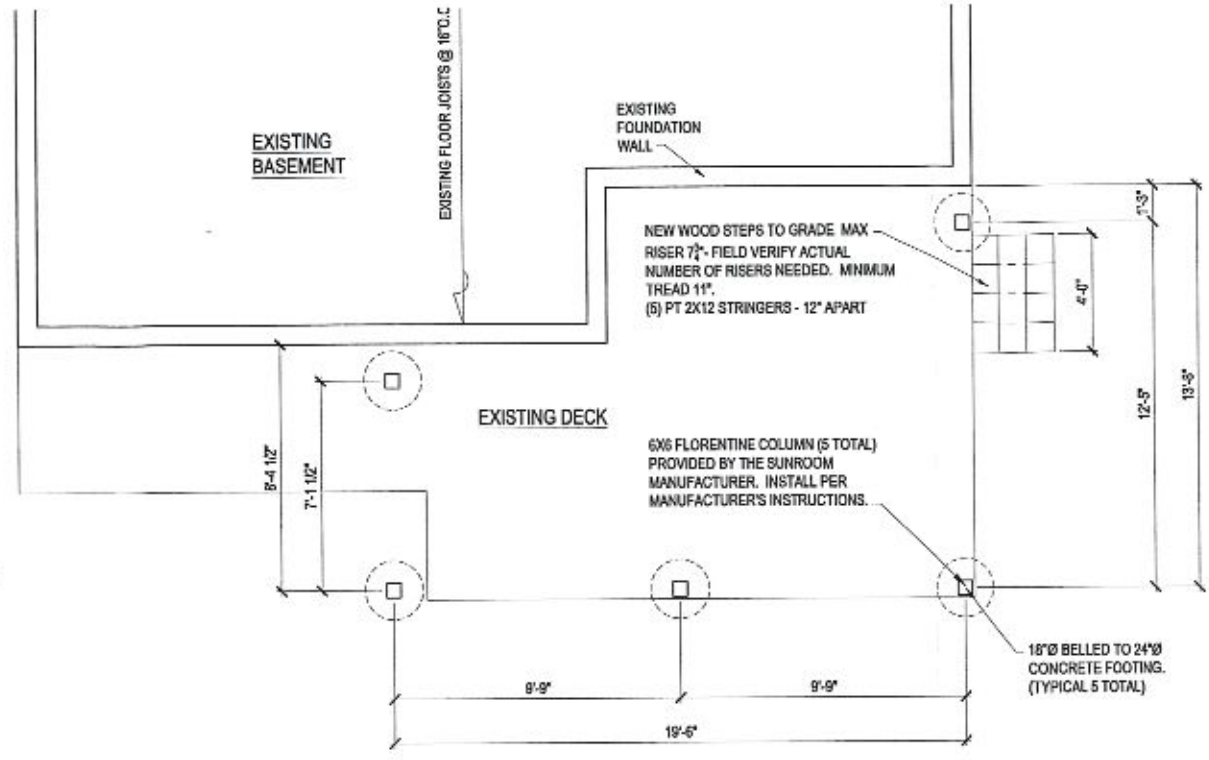 EXISTING FLOOR JOISTS @ 16"O.C
EXISTING
BASEMENT
EXISTING
FOUNDATION
WALL
NEW WOOD STEPS TO GRADE MAX
RISER 7¾"- FIELD VERIFY ACTUAL
NUMBER OF RISERS NEEDED. MINIMUM
TREAD 11".
(5) PT 2X12 STRINGERS - 12" APART
1'-3"
4'-0"
12'-5"
13'-8"
EXISTING DECK
6X6 FLORENTINE COLUMN (5 TOTAL)
PROVIDED BY THE SUNROOM
MANUFACTURER. INSTALL PER
MANUFACTURER'S INSTRUCTIONS.
8'-4 1/2"
7'-1 1/2"
18"Ø BELLED TO 24"Ø
CONCRETE FOOTING.
(TYPICAL 5 TOTAL)
9'-9"
9'-9"
19'-6"